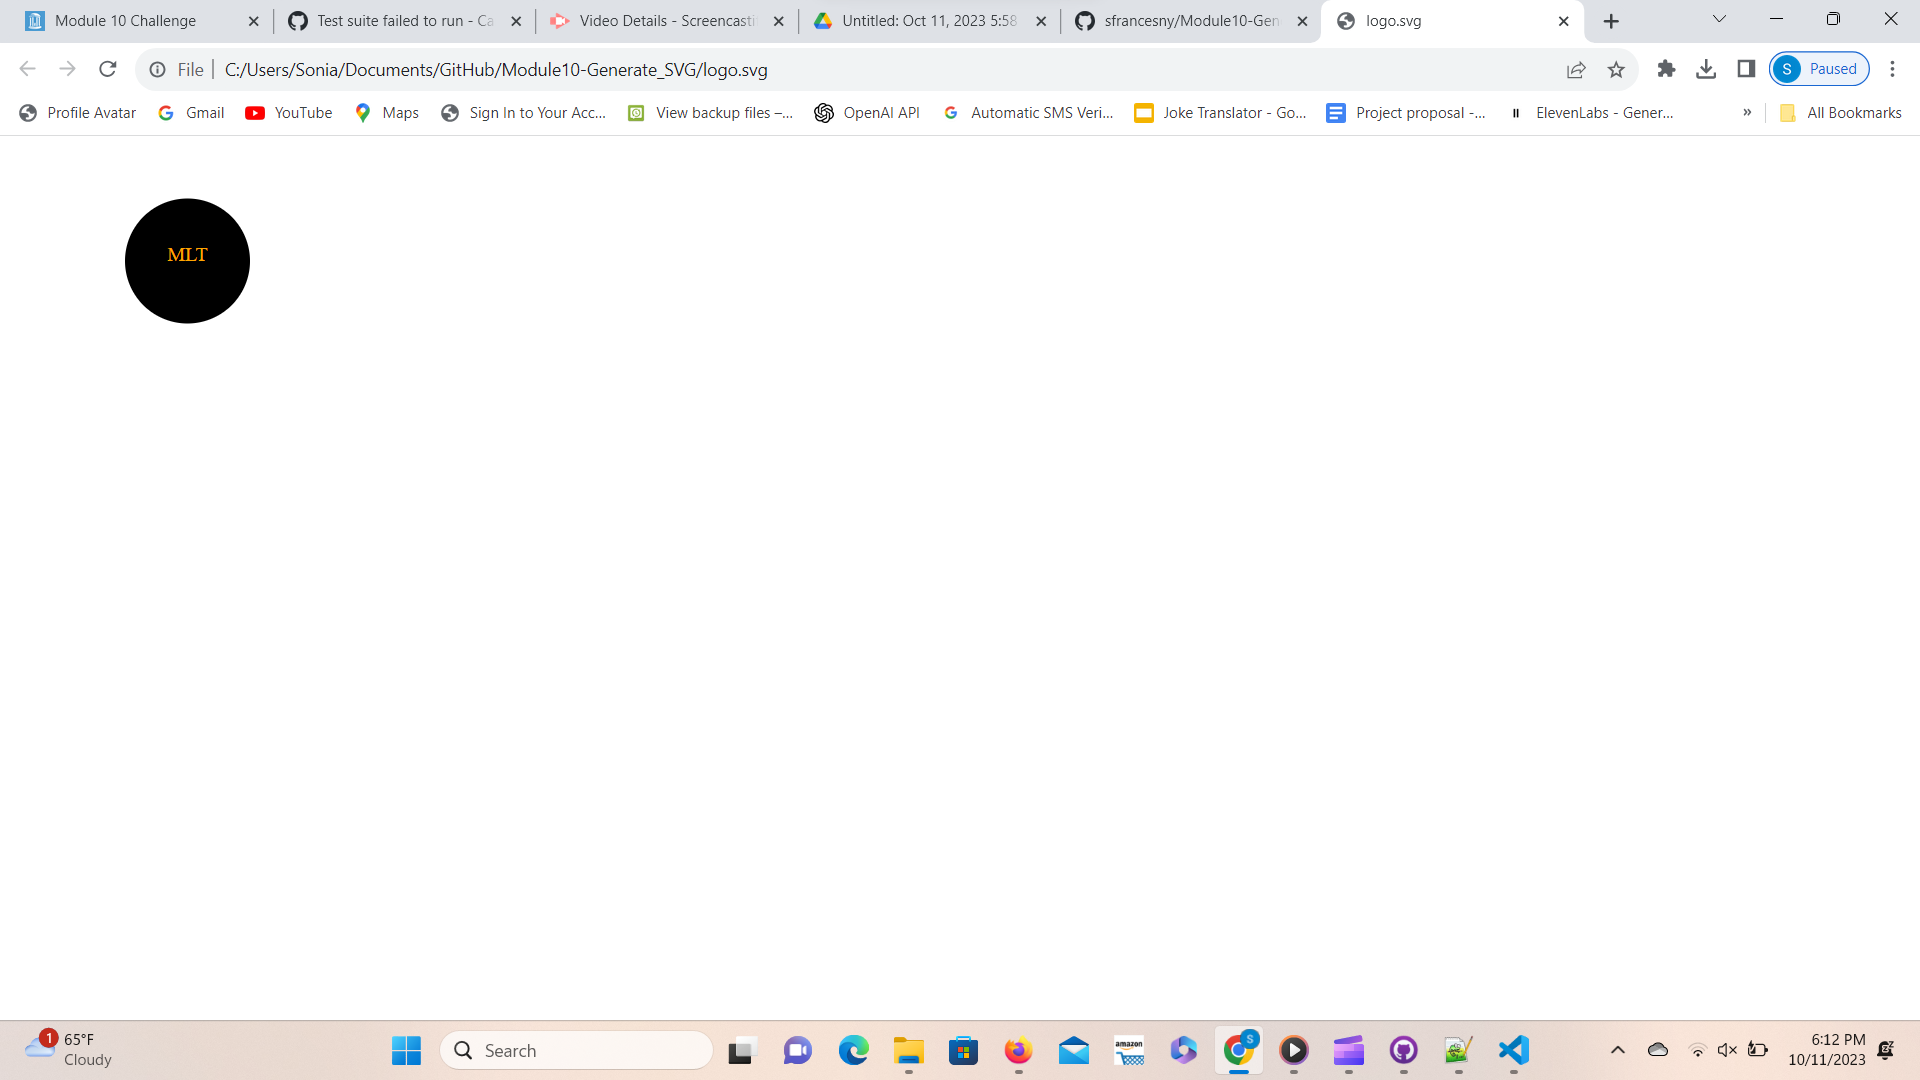 Module 10 Challenge
Test suite failed to run - Ca
Video Details - Screencasti
Untitled: Oct 11, 2023 5:58
sfrancesny/Module10-Gen
logo.svg
File
C:/Users/Sonia/Documents/GitHub/Module10-Generate_SVG/logo.svg
S
Paused
Profile Avatar
Gmail
YouTube
Maps
Sign In to Your Acc...
View backup files –...
OpenAI API
Automatic SMS Veri...
Joke Translator - Go...
Project proposal -...
ElevenLabs - Gener...
»
All Bookmarks
MLT
1
65°F
Cloudy
Search
amazon
S
6:12 PM
10/11/2023